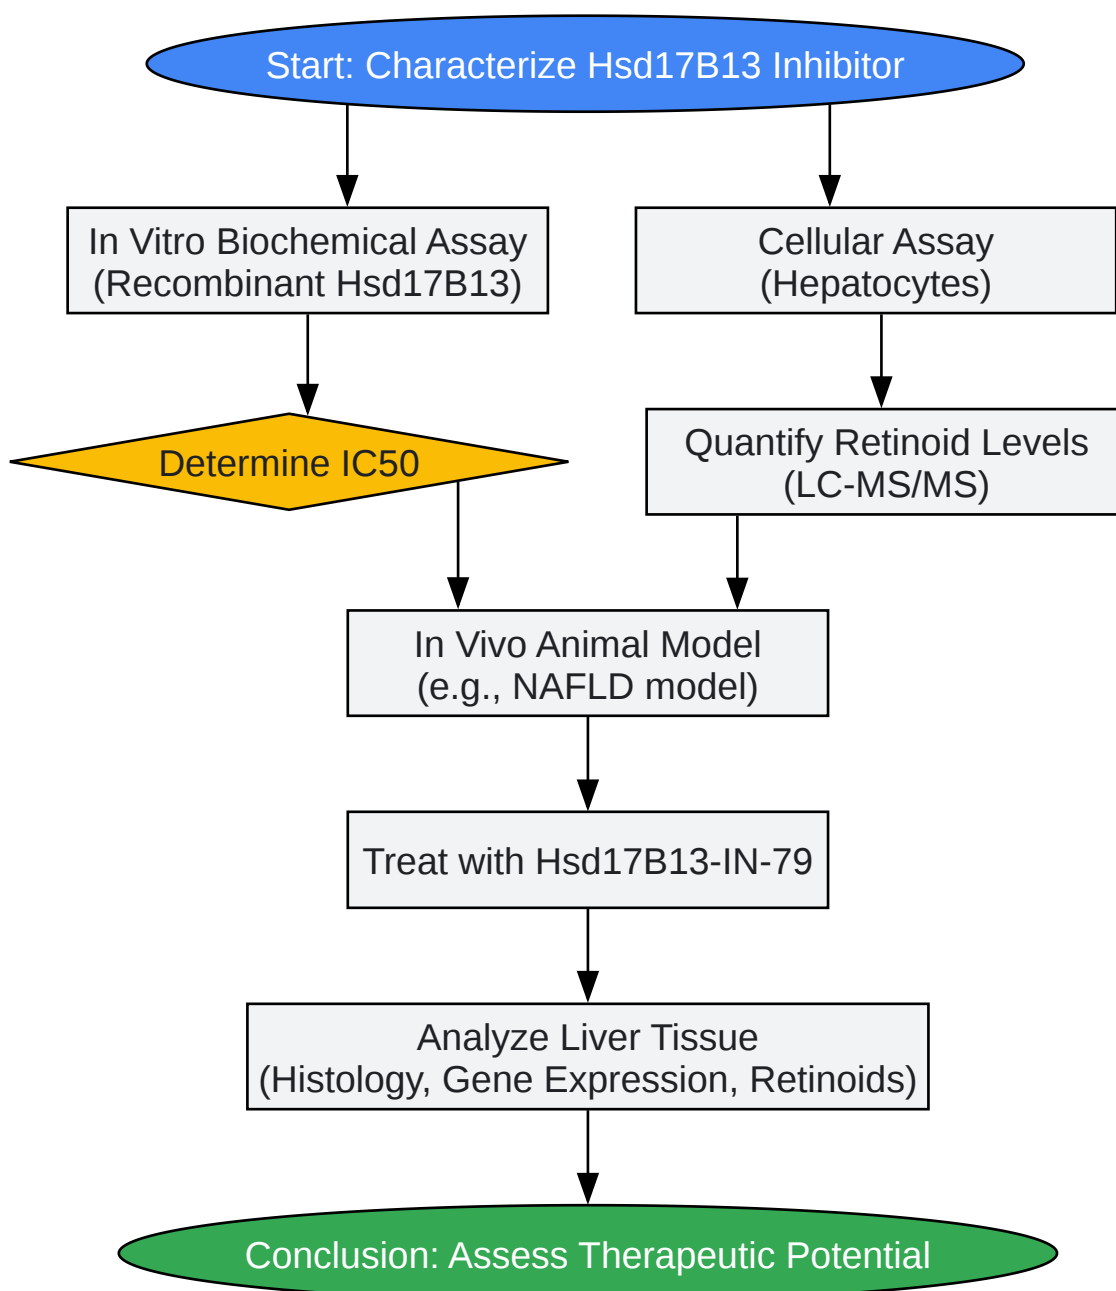 Start: Characterize Hsd17B13 Inhibitor
In Vitro Biochemical Assay
(Recombinant Hsd17B13)
Cellular Assay
(Hepatocytes)
Determine IC50
Quantify Retinoid Levels
(LC-MS/MS)
In Vivo Animal Model
(e.g., NAFLD model)
Treat with Hsd17B13-IN-79
Analyze Liver Tissue
(Histology, Gene Expression, Retinoids)
Conclusion: Assess Therapeutic Potential